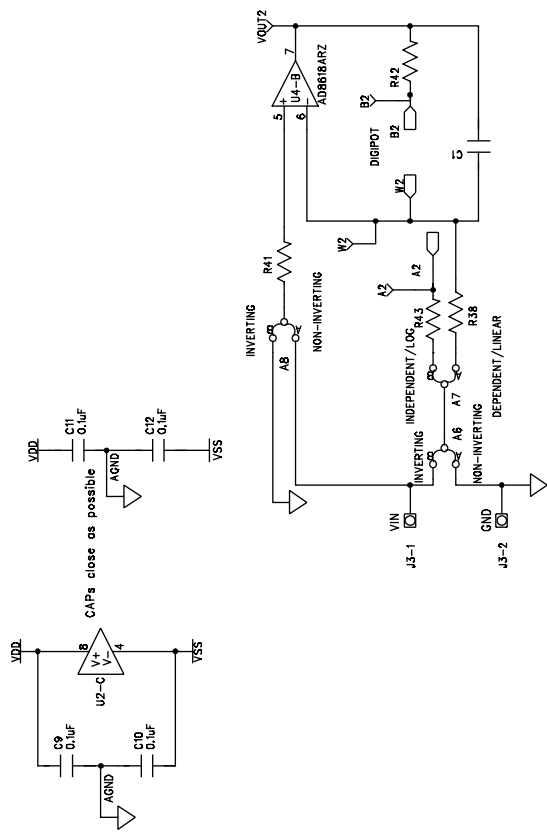 VDD
C9
0.1uF
AGND
C10
0.1uF
VSS
8
V+
V−
4
U2-C
CAPs close as possible
VDD
C11
0.1uF
AGND
C12
0.1uF
VSS
VOUT2
7
AD8618ARZ
U4-B
+
−
5
6
R42
B2
B2
DIGIPOT
W2
W2
C1
R41
INVERTING
A8
NON-INVERTING
A2
A2
R43
R38
INDEPENDENT/LOG
B
A
A7
DEPENDENT/LINEAR
INVERTING
B
A
A6
NON-INVERTING
VIN
J3-1
GND
J3-2